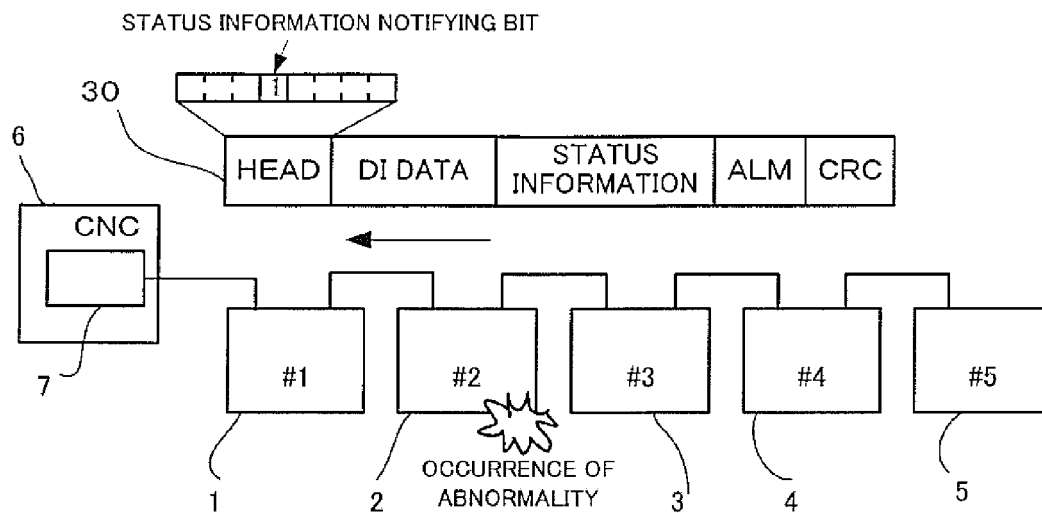 STATUS INFORMATION NOTIFYING BIT
1
30
HEAD DI DATA STATUS INFORMATION ALM CRC
6
CNC
7
#1 #2 #3 #4 #5
OCCURRENCE OF
ABNORMALITY
1 2 3 4 5